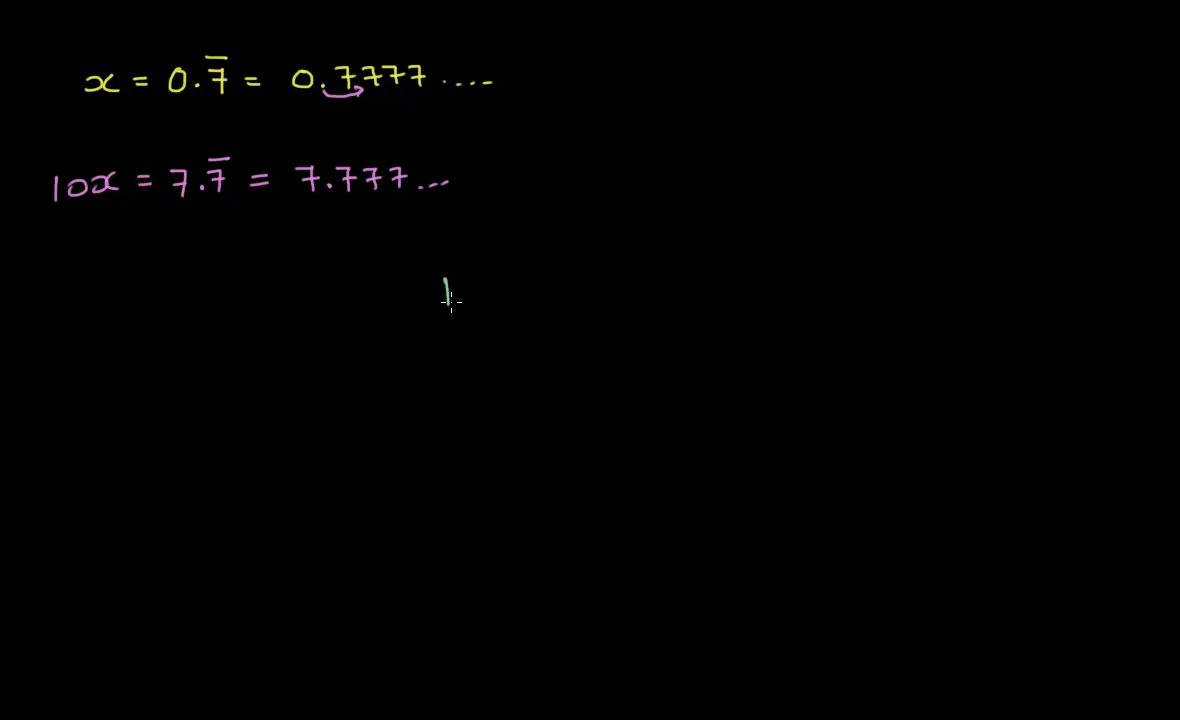 x = 0.7̅ = 0.7777 ....
10x = 7.7̅ = 7.777...